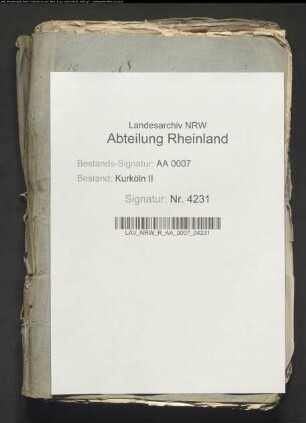 Landesarchiv NRW
Abteilung Rheinland
Bestands-Signatur: AA 0007
Bestand: Kurköln II
Signatur: Nr. 4231
LAV_NRW_R_AA_0007_04231